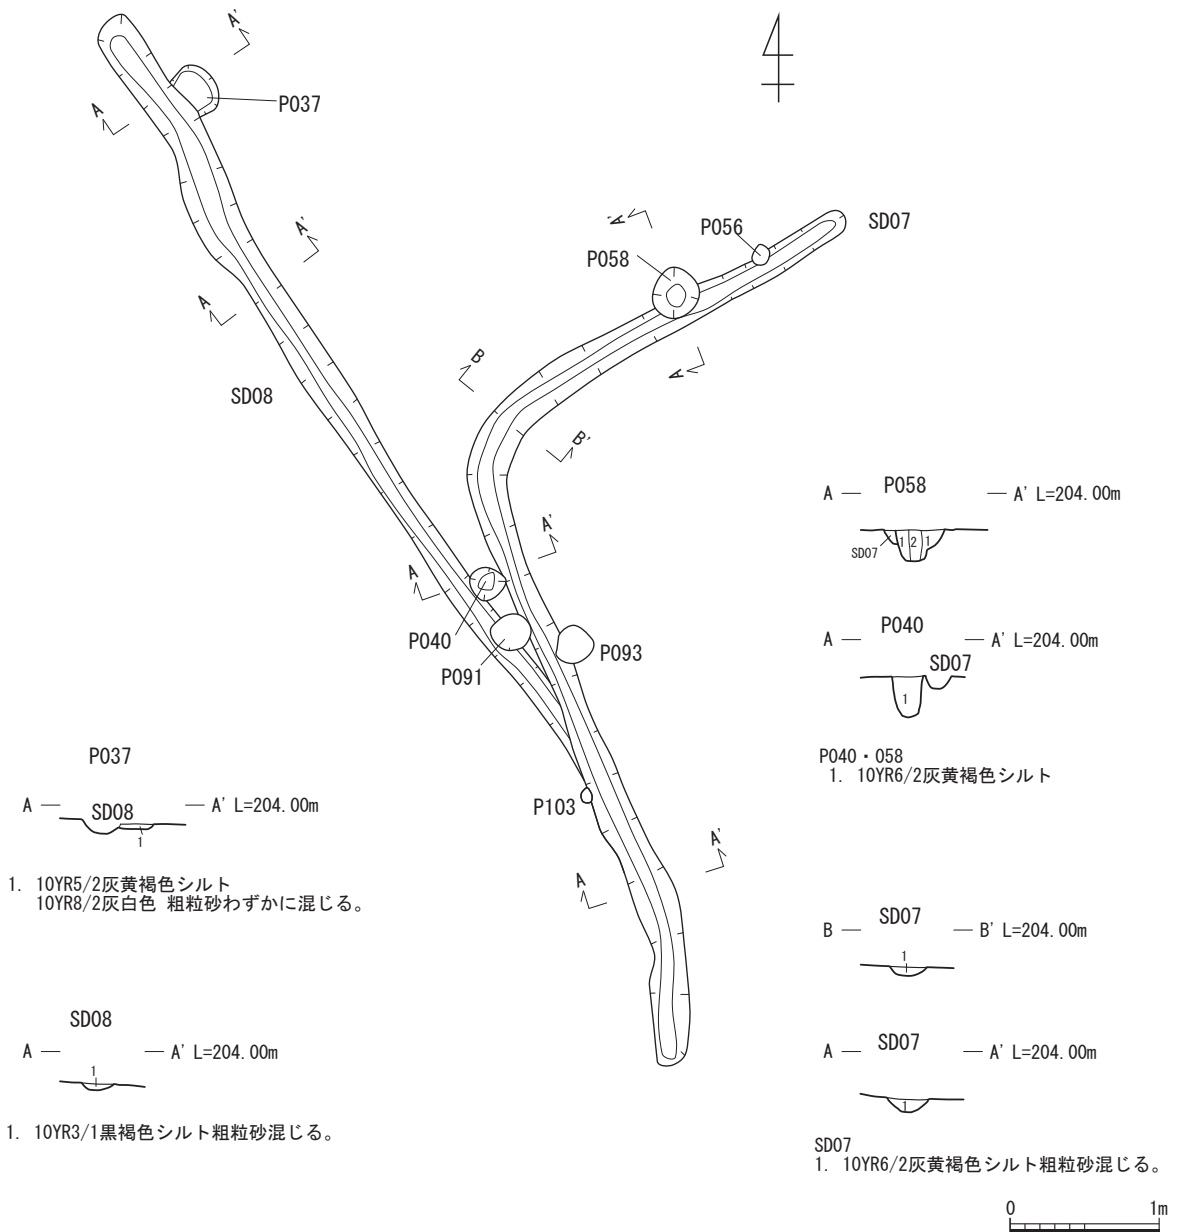 A'
P037
A
A'
P056
SD07
A'
P058
A
A
B
SD08
B'
A'
A
P040
P091
P093
P103
A'
A
P058
A — — A' L=204.00m
1 2 1
SD07
P040
A — — A' L=204.00m
SD07
1
P040・058
1. 10YR6/2灰黄褐色シルト
P037
A — — A' L=204.00m
SD08
1
1. 10YR5/2灰黄褐色シルト
10YR8/2灰白色 粗粒砂わずかに混じる。
SD07
B — — B' L=204.00m
1
SD08
A — — A' L=204.00m
1
1. 10YR3/1黒褐色シルト粗粒砂混じる。
SD07
A — — A' L=204.00m
1
SD07
1. 10YR6/2灰黄褐色シルト粗粒砂混じる。
0 1m